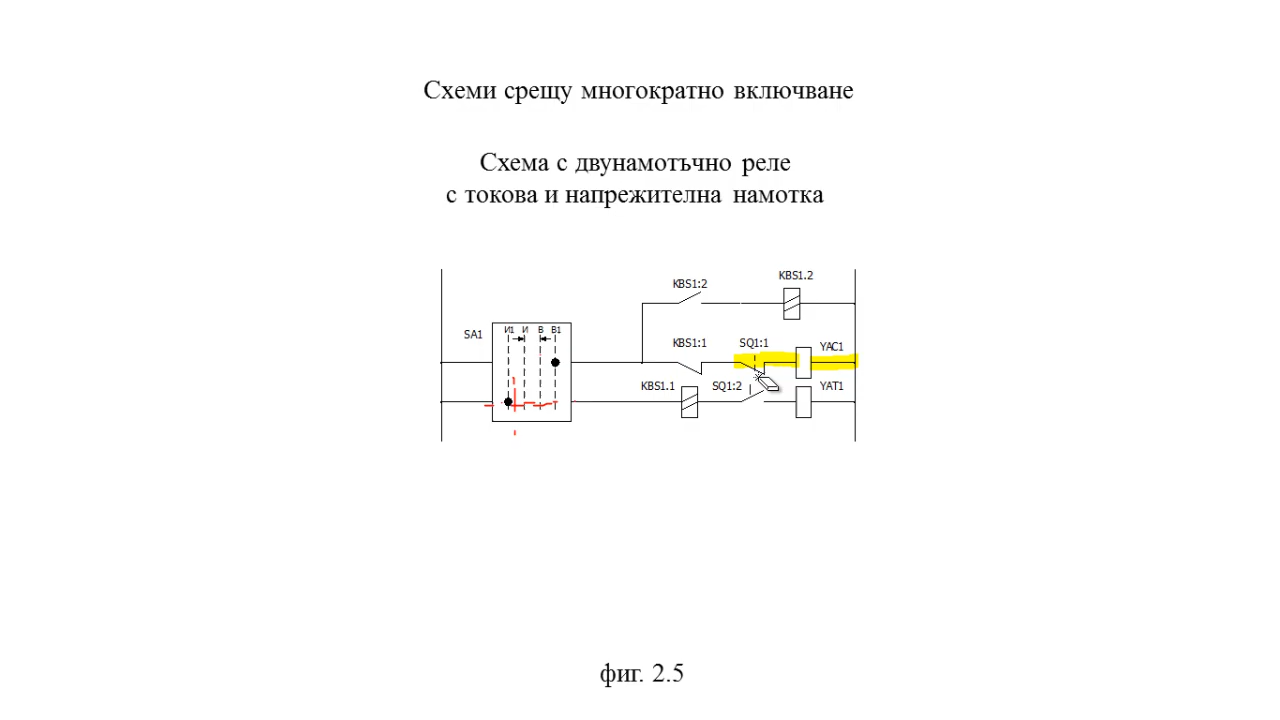 Схеми срещу многократно включване
Схема с двунамотъчно реле
с токова и напрежителна намотка
KBS1:2
KBS1.2
SA1
И1 И В В1
KBS1:1
SQ1:1
YAC1
KBS1.1
SQ1:2
YAT1
фиг. 2.5